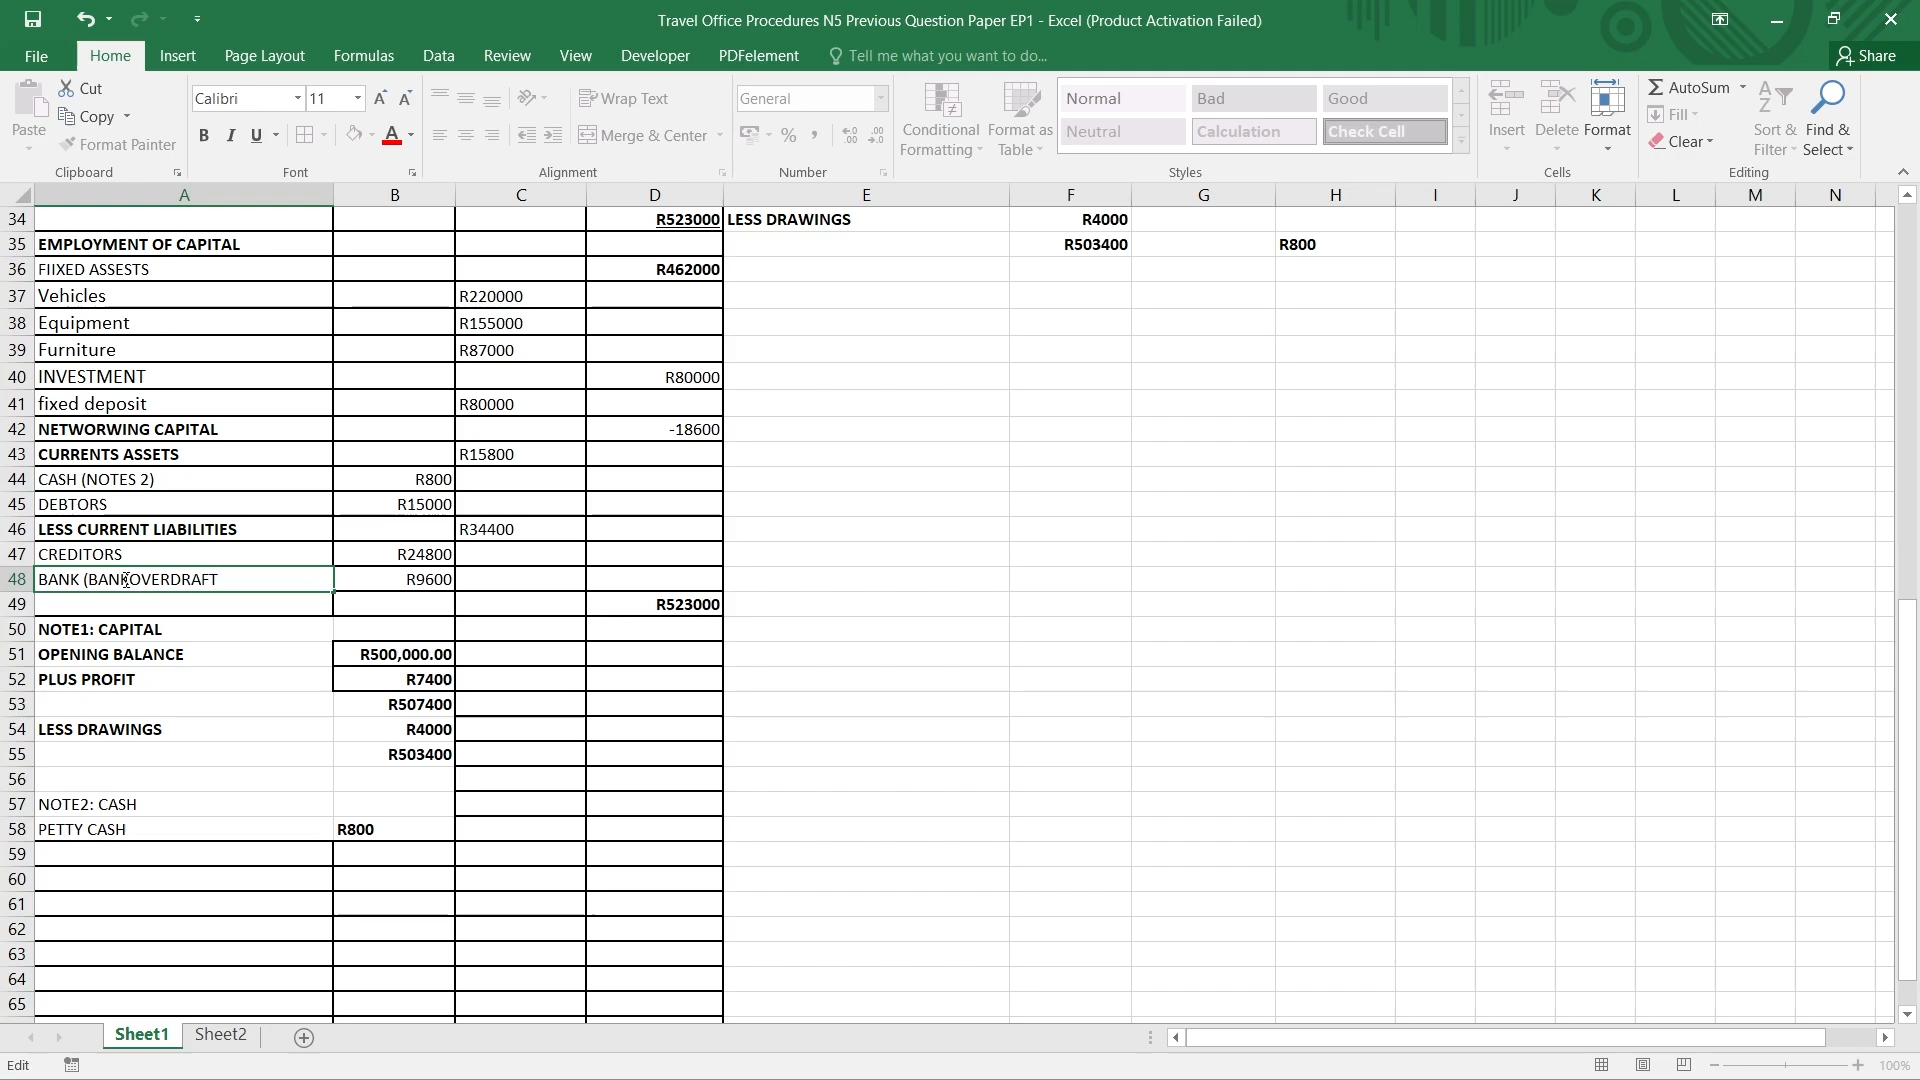 Travel Office Procedures N5 Previous Question Paper EP1 - Excel (Product Activation Failed)
File Home Insert Page Layout Formulas Data Review View Developer PDFelement Tell me what you want to do... Share
Paste
Cut
Copy
Format Painter
Clipboard
Calibri 11 A A
B I U A
Font
Wrap Text
Merge & Center
Alignment
General
% ,
Number
Conditional Formatting
Format as Table
Normal Bad Good
Neutral Calculation Check Cell
Styles
Insert Delete Format
Cells
AutoSum
Fill
Clear
Sort & Filter
Find & Select
Editing
A B C D E F G H I J K L M N
34 R523000 LESS DRAWINGS R4000
35 EMPLOYMENT OF CAPITAL R503400 R800
36 FIIXED ASSESTS R462000
37 Vehicles R220000
38 Equipment R155000
39 Furniture R87000
40 INVESTMENT R80000
41 fixed deposit R80000
42 NETWORWING CAPITAL -18600
43 CURRENTS ASSETS R15800
44 CASH (NOTES 2) R800
45 DEBTORS R15000
46 LESS CURRENT LIABILITIES R34400
47 CREDITORS R24800
48 BANK (BANKOVERDRAFT R9600
49 R523000
50 NOTE1: CAPITAL
51 OPENING BALANCE R500,000.00
52 PLUS PROFIT R7400
53 R507400
54 LESS DRAWINGS R4000
55 R503400
56
57 NOTE2: CASH
58 PETTY CASH R800
59
60
61
62
63
64
65
Sheet1 Sheet2
Edit 100%